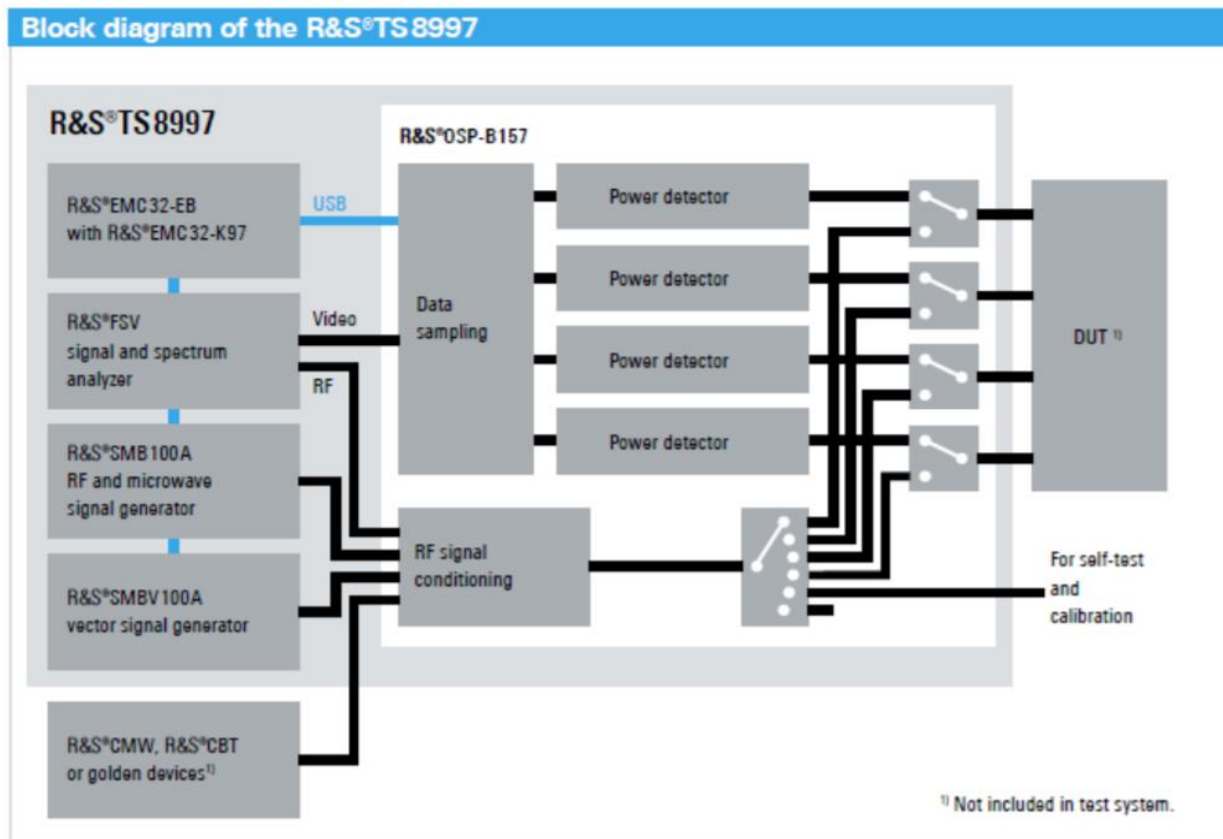 Block diagram of the R&S®TS8997
R&S®TS8997
R&S®OSP-B157
R&S®EMC32-EB
with R&S®EMC32-K97
USB
R&S®FSV
signal and spectrum
analyzer
Video
RF
R&S®SMB100A
RF and microwave
signal generator
R&S®SMBV100A
vector signal generator
R&S®CMW, R&S®CBT
or golden devices¹⁾
Data
sampling
Power detector
Power detector
Power detector
Power detector
RF signal
conditioning
DUT ¹⁾
For self-test
and
calibration
¹⁾ Not included in test system.